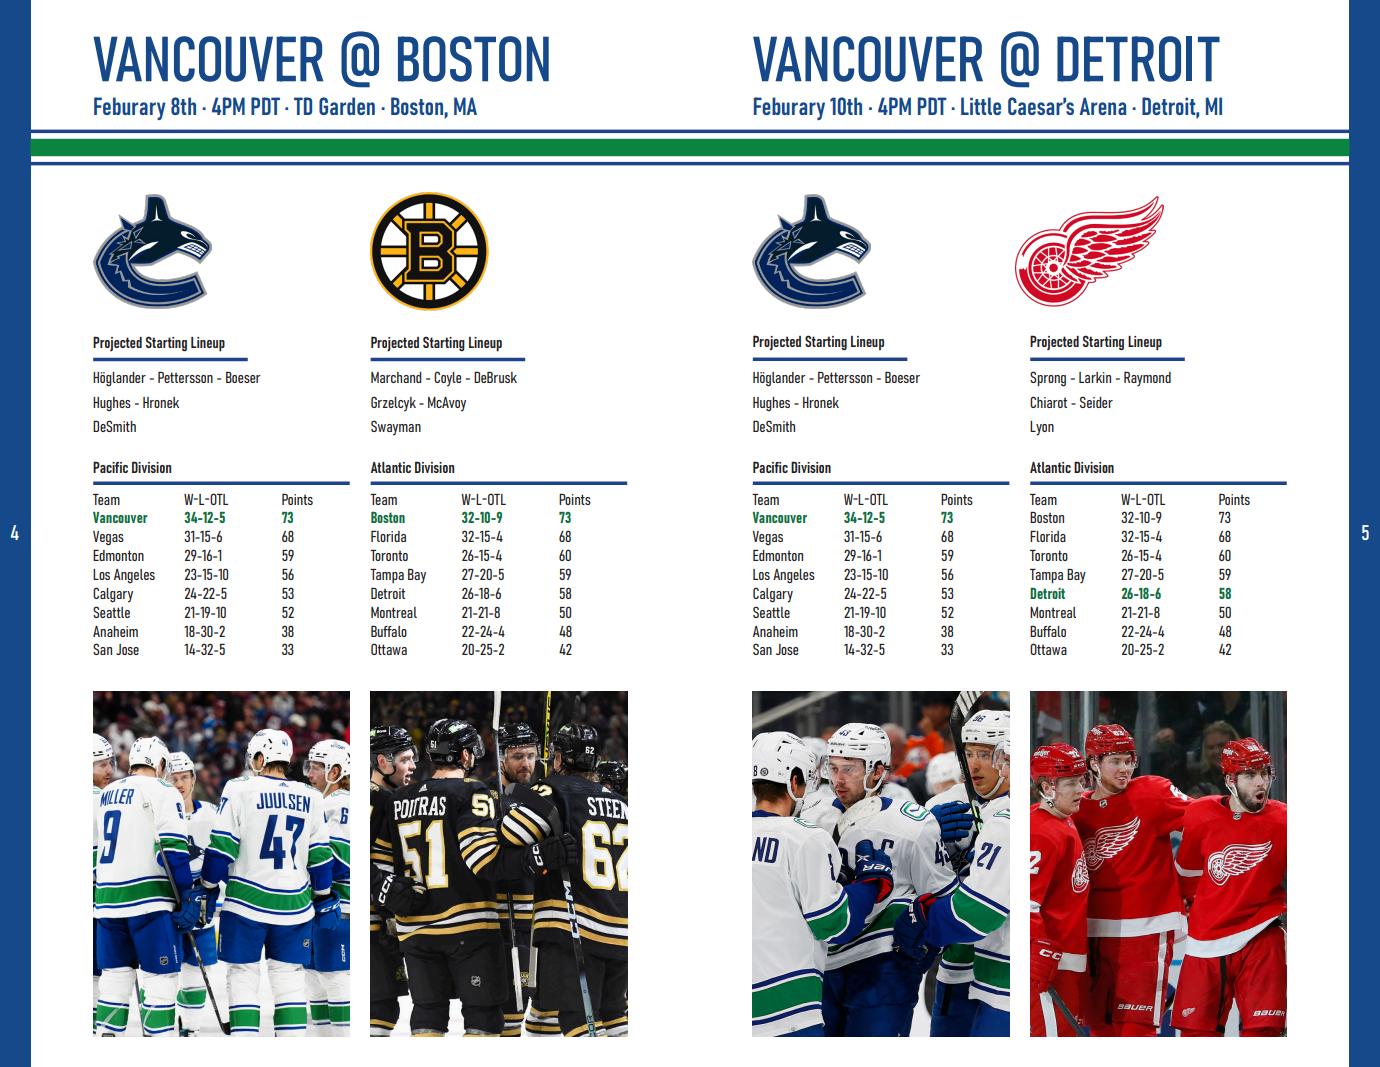 VANCOUVER @ BOSTON
Feburary 8th · 4PM PDT · TD Garden · Boston, MA
4
Projected Starting Lineup
Höglander - Pettersson - Boeser
Hughes - Hronek
DeSmith
Projected Starting Lineup
Marchand - Coyle - DeBrusk
Grzelcyk - McAvoy
Swayman
Pacific Division
Team W-L-OTL Points
Vancouver 34-12-5 73
Vegas 31-15-6 68
Edmonton 29-16-1 59
Los Angeles 23-15-10 56
Calgary 24-22-5 53
Seattle 21-19-10 52
Anaheim 18-30-2 38
San Jose 14-32-5 33
Atlantic Division
Team W-L-OTL Points
Boston 32-10-9 73
Florida 32-15-4 68
Toronto 26-15-4 60
Tampa Bay 27-20-5 59
Detroit 26-18-6 58
Montreal 21-21-8 50
Buffalo 22-24-4 48
Ottawa 20-25-2 42
MILLER
9
JUULSEN
47
6
POITRAS
51
51
STEEN
62
62
CCM
VANCOUVER @ DETROIT
Feburary 10th · 4PM PDT · Little Caesar's Arena · Detroit, MI
5
Projected Starting Lineup
Höglander - Pettersson - Boeser
Hughes - Hronek
DeSmith
Projected Starting Lineup
Sprong - Larkin - Raymond
Chiarot - Seider
Lyon
Pacific Division
Team W-L-OTL Points
Vancouver 34-12-5 73
Vegas 31-15-6 68
Edmonton 29-16-1 59
Los Angeles 23-15-10 56
Calgary 24-22-5 53
Seattle 21-19-10 52
Anaheim 18-30-2 38
San Jose 14-32-5 33
Atlantic Division
Team W-L-OTL Points
Boston 32-10-9 73
Florida 32-15-4 68
Toronto 26-15-4 60
Tampa Bay 27-20-5 59
Detroit 26-18-6 58
Montreal 21-21-8 50
Buffalo 22-24-4 48
Ottawa 20-25-2 42
ND
43
21
BAUER
BAUER